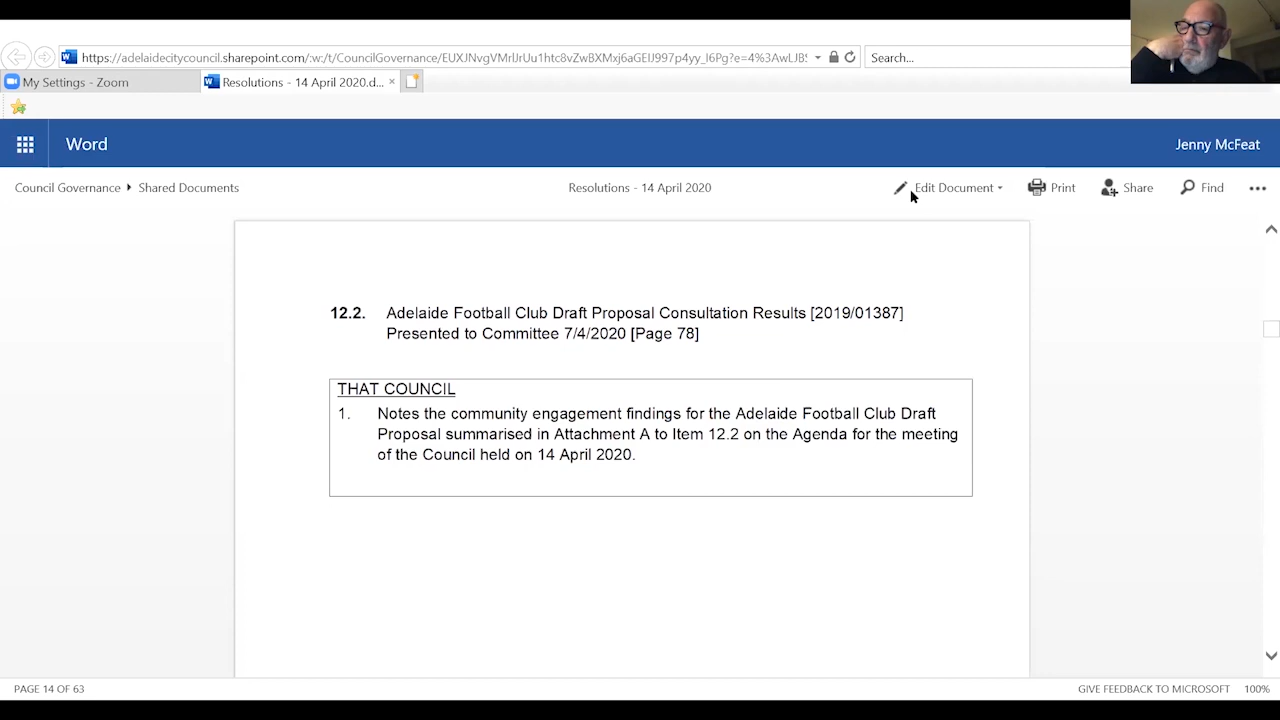 https://adelaidecitycouncil.sharepoint.com/:w:/t/CouncilGovernance/ Search...
My Settings - Zoom Resolutions - 14 April 2020.d... ×
Word Jenny McFeat
Council Governance Shared Documents Resolutions - 14 April 2020 Edit Document Print Share Find ...
12.2. Adelaide Football Club Draft Proposal Consultation Results [2019/01387]
Presented to Committee 7/4/2020 [Page 78]
THAT COUNCIL
1. Notes the community engagement findings for the Adelaide Football Club Draft
Proposal summarised in Attachment A to Item 12.2 on the Agenda for the meeting
of the Council held on 14 April 2020.
PAGE 14 OF 63 GIVE FEEDBACK TO MICROSOFT 100%